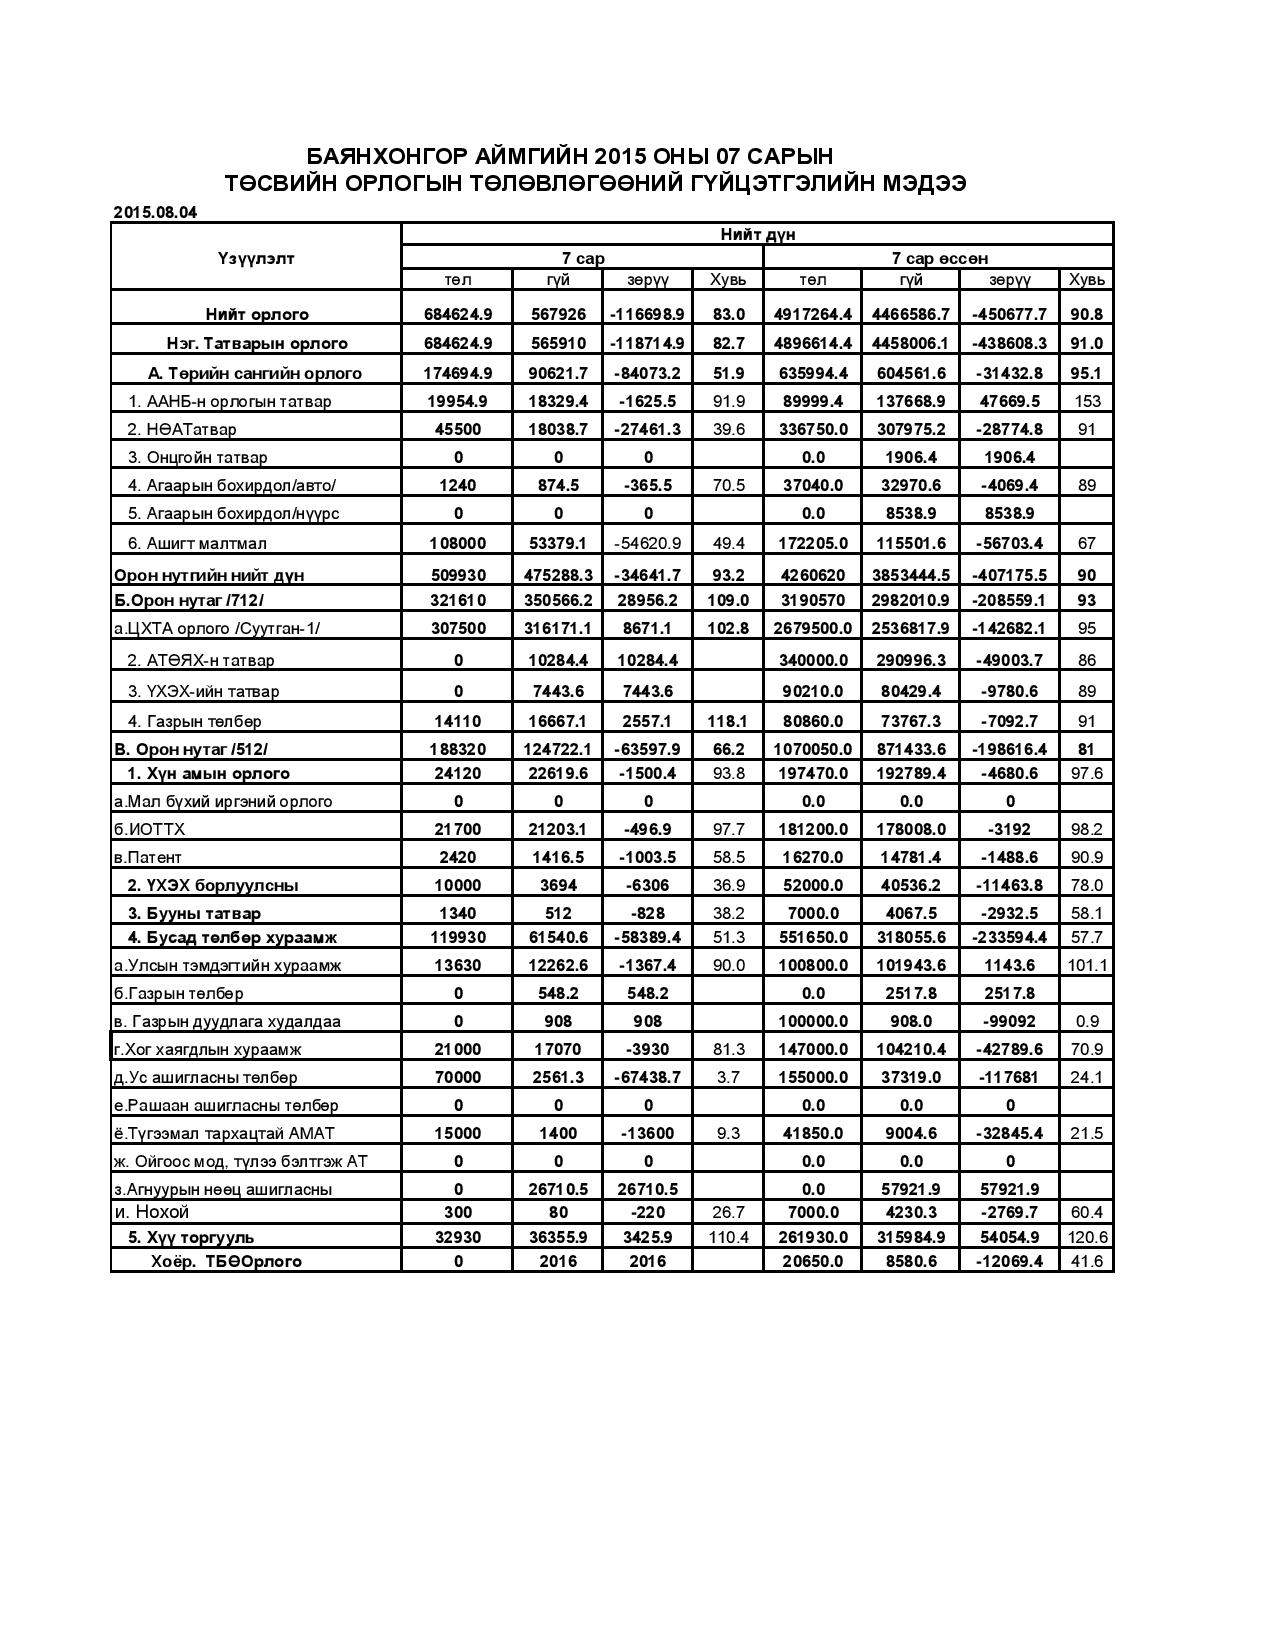 БАЯНХОНГОР АЙМГИЙН 2015 ОНЫ 07 САРЫН
ТӨСВИЙН ОРЛОГЫН ТӨЛӨВЛӨГӨӨНИЙ ГҮЙЦЭТГЭЛИЙН МЭДЭЭ
2015.08.04
Үзүүлэлт Нийт дүн
7 сар 7 сар өссөн
төл гүй зөрүү Хувь төл гүй зөрүү Хувь
Нийт орлого 684624.9 567926 -116698.9 83.0 4917264.4 4466586.7 -450677.7 90.8
Нэг. Татварын орлого 684624.9 565910 -118714.9 82.7 4896614.4 4458006.1 -438608.3 91.0
А. Төрийн сангийн орлого 174694.9 90621.7 -84073.2 51.9 635994.4 604561.6 -31432.8 95.1
1. ААНБ-н орлогын татвар 19954.9 18329.4 -1625.5 91.9 89999.4 137668.9 47669.5 153
2. НӨАТатвар 45500 18038.7 -27461.3 39.6 336750.0 307975.2 -28774.8 91
3. Онцгойн татвар 0 0 0 0.0 1906.4 1906.4
4. Агаарын бохирдол/авто/ 1240 874.5 -365.5 70.5 37040.0 32970.6 -4069.4 89
5. Агаарын бохирдол/нүүрс 0 0 0 0.0 8538.9 8538.9
6. Ашигт малтмал 108000 53379.1 -54620.9 49.4 172205.0 115501.6 -56703.4 67
Орон нутгийн нийт дүн 509930 475288.3 -34641.7 93.2 4260620 3853444.5 -407175.5 90
Б.Орон нутаг /712/ 321610 350566.2 28956.2 109.0 3190570 2982010.9 -208559.1 93
а.ЦХТА орлого /Суутган-1/ 307500 316171.1 8671.1 102.8 2679500.0 2536817.9 -142682.1 95
2. АТӨЯХ-н татвар 0 10284.4 10284.4 340000.0 290996.3 -49003.7 86
3. ҮХЭХ-ийн татвар 0 7443.6 7443.6 90210.0 80429.4 -9780.6 89
4. Газрын төлбөр 14110 16667.1 2557.1 118.1 80860.0 73767.3 -7092.7 91
В. Орон нутаг /512/ 188320 124722.1 -63597.9 66.2 1070050.0 871433.6 -198616.4 81
1. Хүн амын орлого 24120 22619.6 -1500.4 93.8 197470.0 192789.4 -4680.6 97.6
а.Мал бүхий иргэний орлого 0 0 0 0.0 0.0 0
б.ИОТТХ 21700 21203.1 -496.9 97.7 181200.0 178008.0 -3192 98.2
в.Патент 2420 1416.5 -1003.5 58.5 16270.0 14781.4 -1488.6 90.9
2. ҮХЭХ борлуулсны 10000 3694 -6306 36.9 52000.0 40536.2 -11463.8 78.0
3. Бууны татвар 1340 512 -828 38.2 7000.0 4067.5 -2932.5 58.1
4. Бусад төлбөр хураамж 119930 61540.6 -58389.4 51.3 551650.0 318055.6 -233594.4 57.7
а.Улсын тэмдэгтийн хураамж 13630 12262.6 -1367.4 90.0 100800.0 101943.6 1143.6 101.1
б.Газрын төлбөр 0 548.2 548.2 0.0 2517.8 2517.8
в. Газрын дуудлага худалдаа 0 908 908 100000.0 908.0 -99092 0.9
г.Хог хаягдлын хураамж 21000 17070 -3930 81.3 147000.0 104210.4 -42789.6 70.9
д.Ус ашигласны төлбөр 70000 2561.3 -67438.7 3.7 155000.0 37319.0 -117681 24.1
е.Рашаан ашигласны төлбөр 0 0 0 0.0 0.0 0
ё.Түгээмал тархацтай АМАТ 15000 1400 -13600 9.3 41850.0 9004.6 -32845.4 21.5
ж. Ойгоос мод, түлээ бэлтгэж АТ 0 0 0 0.0 0.0 0
з.Агнуурын нөөц ашигласны 0 26710.5 26710.5 0.0 57921.9 57921.9
и. Нохой 300 80 -220 26.7 7000.0 4230.3 -2769.7 60.4
5. Хүү торгууль 32930 36355.9 3425.9 110.4 261930.0 315984.9 54054.9 120.6
Хоёр. ТБӨОрлого 0 2016 2016 20650.0 8580.6 -12069.4 41.6